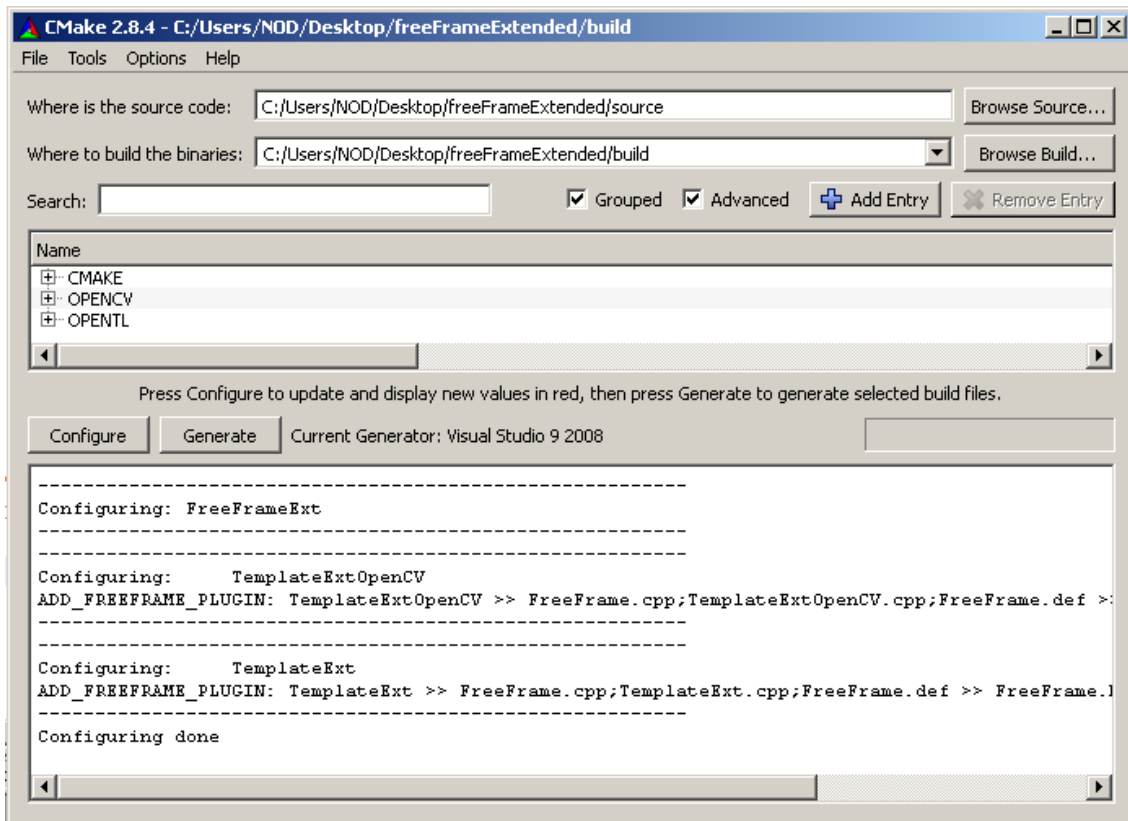 CMake 2.8.4 - C:/Users/NOD/Desktop/freeFrameExtended/build
File Tools Options Help
Where is the source code: C:/Users/NOD/Desktop/freeFrameExtended/source Browse Source...
Where to build the binaries: C:/Users/NOD/Desktop/freeFrameExtended/build Browse Build...
Search: Grouped Advanced Add Entry Remove Entry
Name
CMAKE
OPENCV
OPENTL
Press Configure to update and display new values in red, then press Generate to generate selected build files.
Configure Generate Current Generator: Visual Studio 9 2008
---------------------------------------------------------
Configuring: FreeFrameExt
---------------------------------------------------------
---------------------------------------------------------
Configuring: TemplateExtOpenCV
ADD_FREEFRAME_PLUGIN: TemplateExtOpenCV >> FreeFrame.cpp;TemplateExtOpenCV.cpp;FreeFrame.def >
---------------------------------------------------------
---------------------------------------------------------
Configuring: TemplateExt
ADD_FREEFRAME_PLUGIN: TemplateExt >> FreeFrame.cpp;TemplateExt.cpp;FreeFrame.def >> FreeFrame.
---------------------------------------------------------
Configuring done